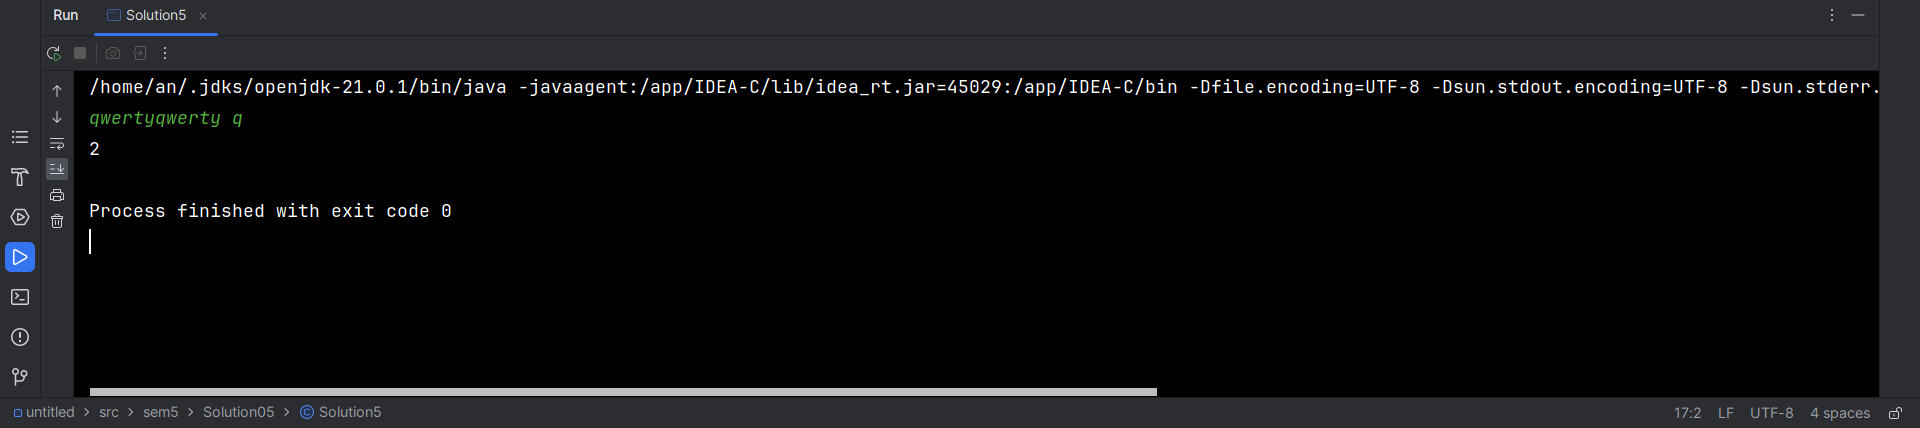 Run Solution5
/home/an/.jdks/openjdk-21.0.1/bin/java -javaagent:/app/IDEA-C/lib/idea_rt.jar=45029:/app/IDEA-C/bin -Dfile.encoding=UTF-8 -Dsun.stdout.encoding=UTF-8 -Dsun.stderr.
qwertyqwerty q
2
Process finished with exit code 0
untitled > src > sem5 > Solution05 > Solution5 17:2 LF UTF-8 4 spaces